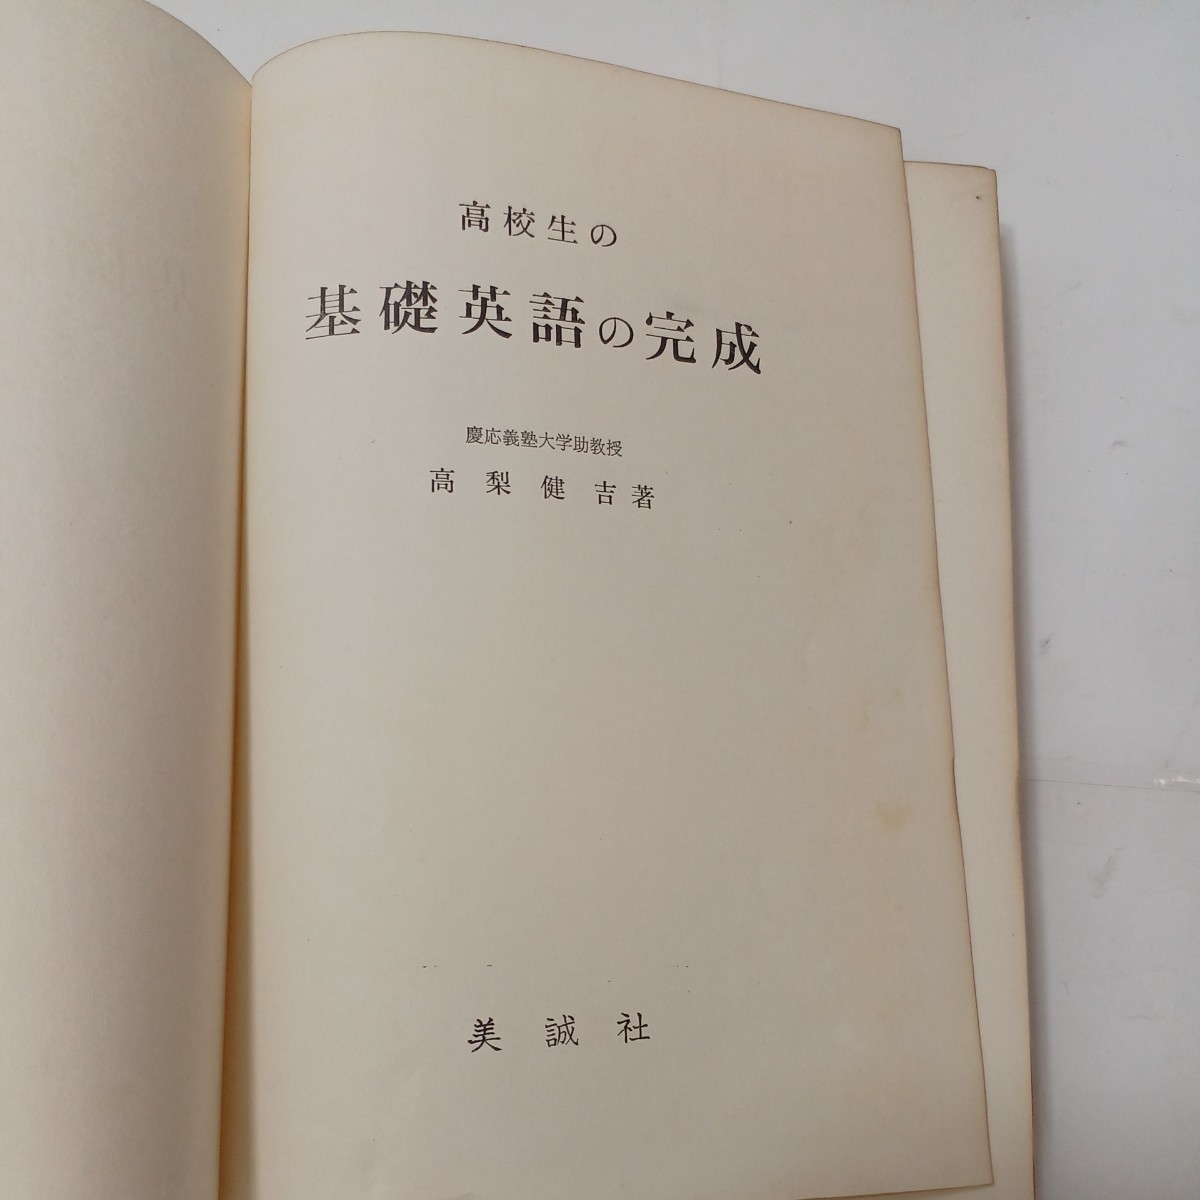 高校生の
基礎英語の完成
慶応義塾大学助教授
高梨健吉著
美誠社